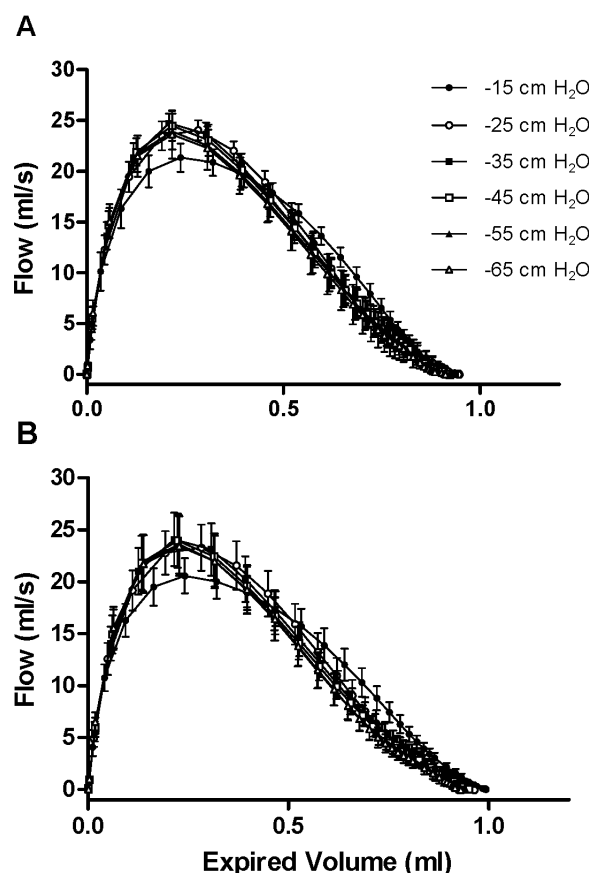 A
30
25
20
15
10
5
0
Flow (ml/s)
-15 cm H₂O
-25 cm H₂O
-35 cm H₂O
-45 cm H₂O
-55 cm H₂O
-65 cm H₂O
0.0 0.5 1.0
B
30
25
20
15
10
5
0
Flow (ml/s)
0.0 0.5 1.0
Expired Volume (ml)